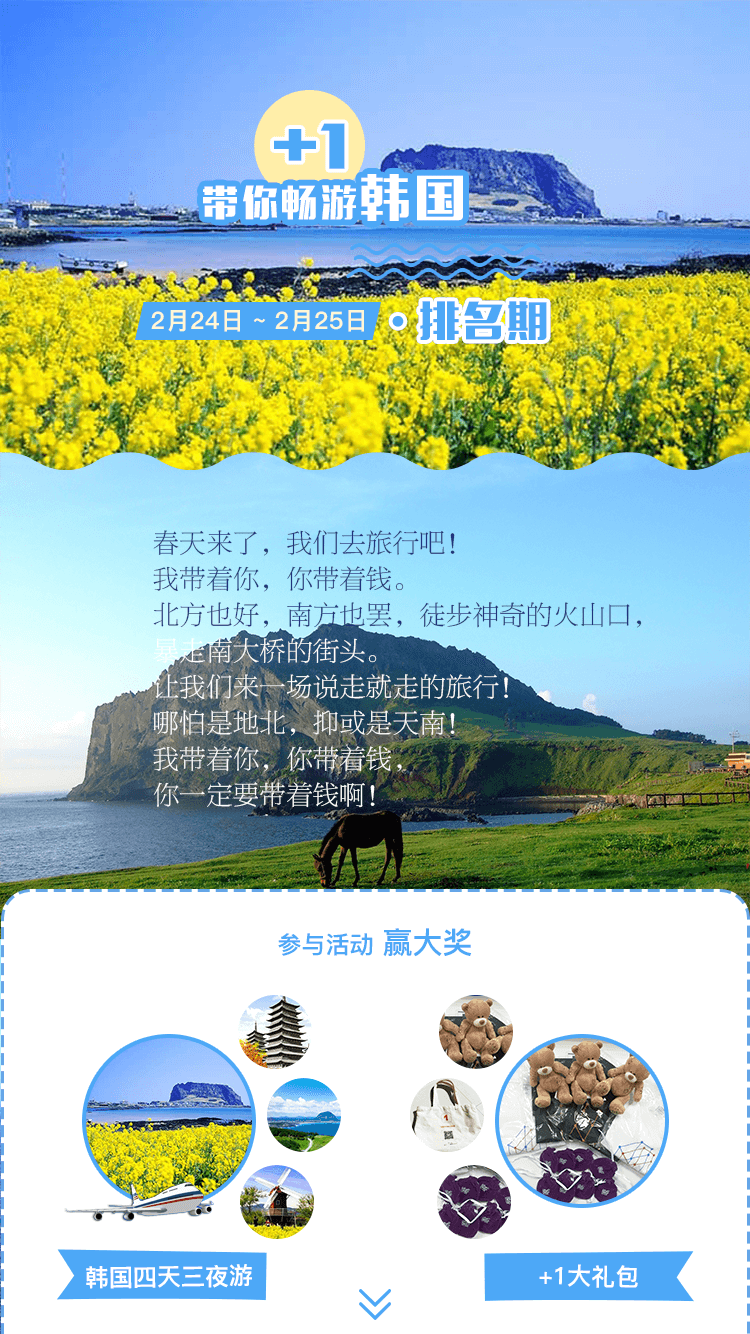 +1
带你畅游韩国
2月24日 ~ 2月25日 • 排名期
春天来了，我们去旅行吧！
我带着你，你带着钱。
北方也好，南方也罢，徒步神奇的火山口，
暴走南大桥的街头。
让我们来一场说走就走的旅行！
哪怕是地北，抑或是天南！
我带着你，你带着钱，
你一定要带着钱啊！
参与活动 赢大奖
韩国四天三夜游
+1大礼包